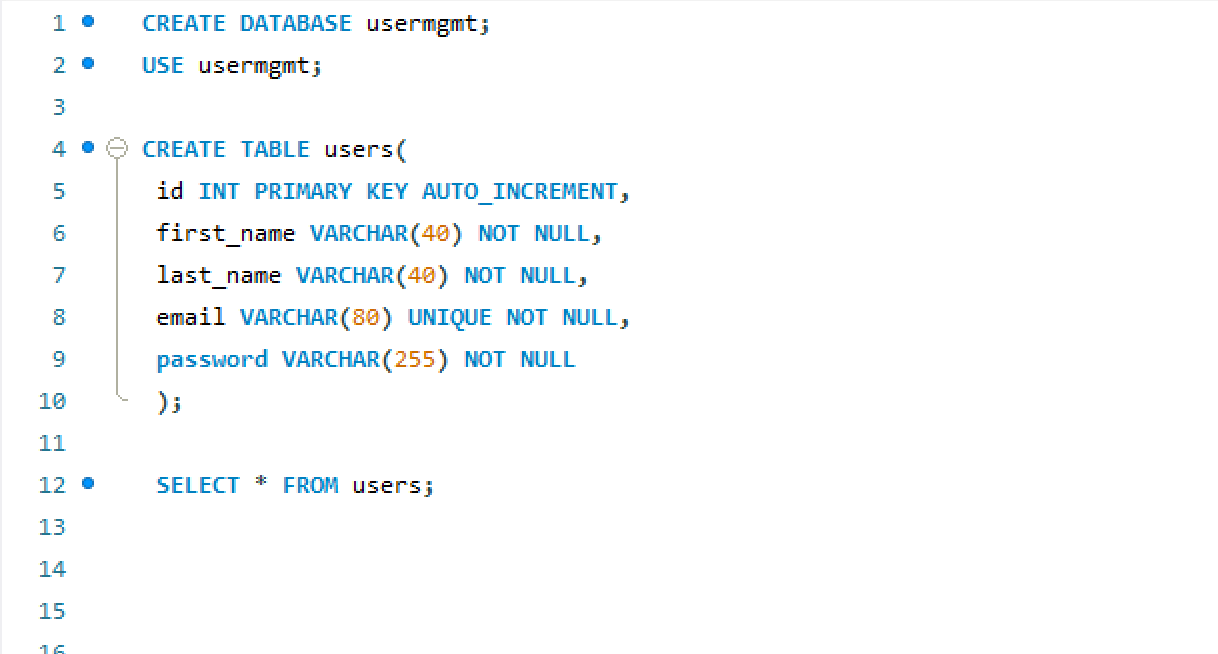 1 CREATE DATABASE usermgmt;
2 USE usermgmt;
3
4 CREATE TABLE users(
5 id INT PRIMARY KEY AUTO_INCREMENT,
6 first_name VARCHAR(40) NOT NULL,
7 last_name VARCHAR(40) NOT NULL,
8 email VARCHAR(80) UNIQUE NOT NULL,
9 password VARCHAR(255) NOT NULL
10 );
11
12 SELECT * FROM users;
13
14
15
16